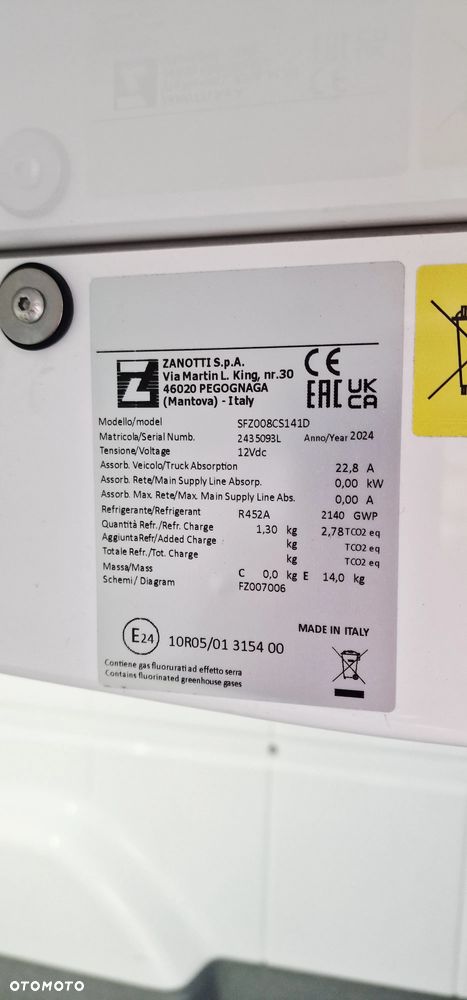 ZANOTTI S.p.A.
Via Martin L. King, nr.30
46020 PEGOGNAGA
(Mantova) - Italy
CE
EAC UK CA
Modello/model SFZ008CS141D
Matricola/Serial Numb. 2435093L Anno/Year 2024
Tensione/Voltage 12Vdc
Assorb. Veicolo/Truck Absorption 22,8 A
Assorb. Rete/Main Supply Line Absorp. 0,00 kW
Assorb. Max. Rete/Max. Main Supply Line Abs. 0,00 A
Refrigerante/Refrigerant R452A 2140 GWP
Quantità Refr./Refr. Charge 1,30 kg 2,78 TCO2 eq
Aggiunta Refr/Added Charge kg TCO2 eq
Totale Refr./Tot. Charge kg TCO2 eq
Massa/Mass C 0,0 kg E 14,0 kg
Schemi/ Diagram FZ007006
E24 10R05/01 3154 00
MADE IN ITALY
Contiene gas fluorurati ad effetto serra
Contains fluorinated greenhouse gases
OTOMOTO